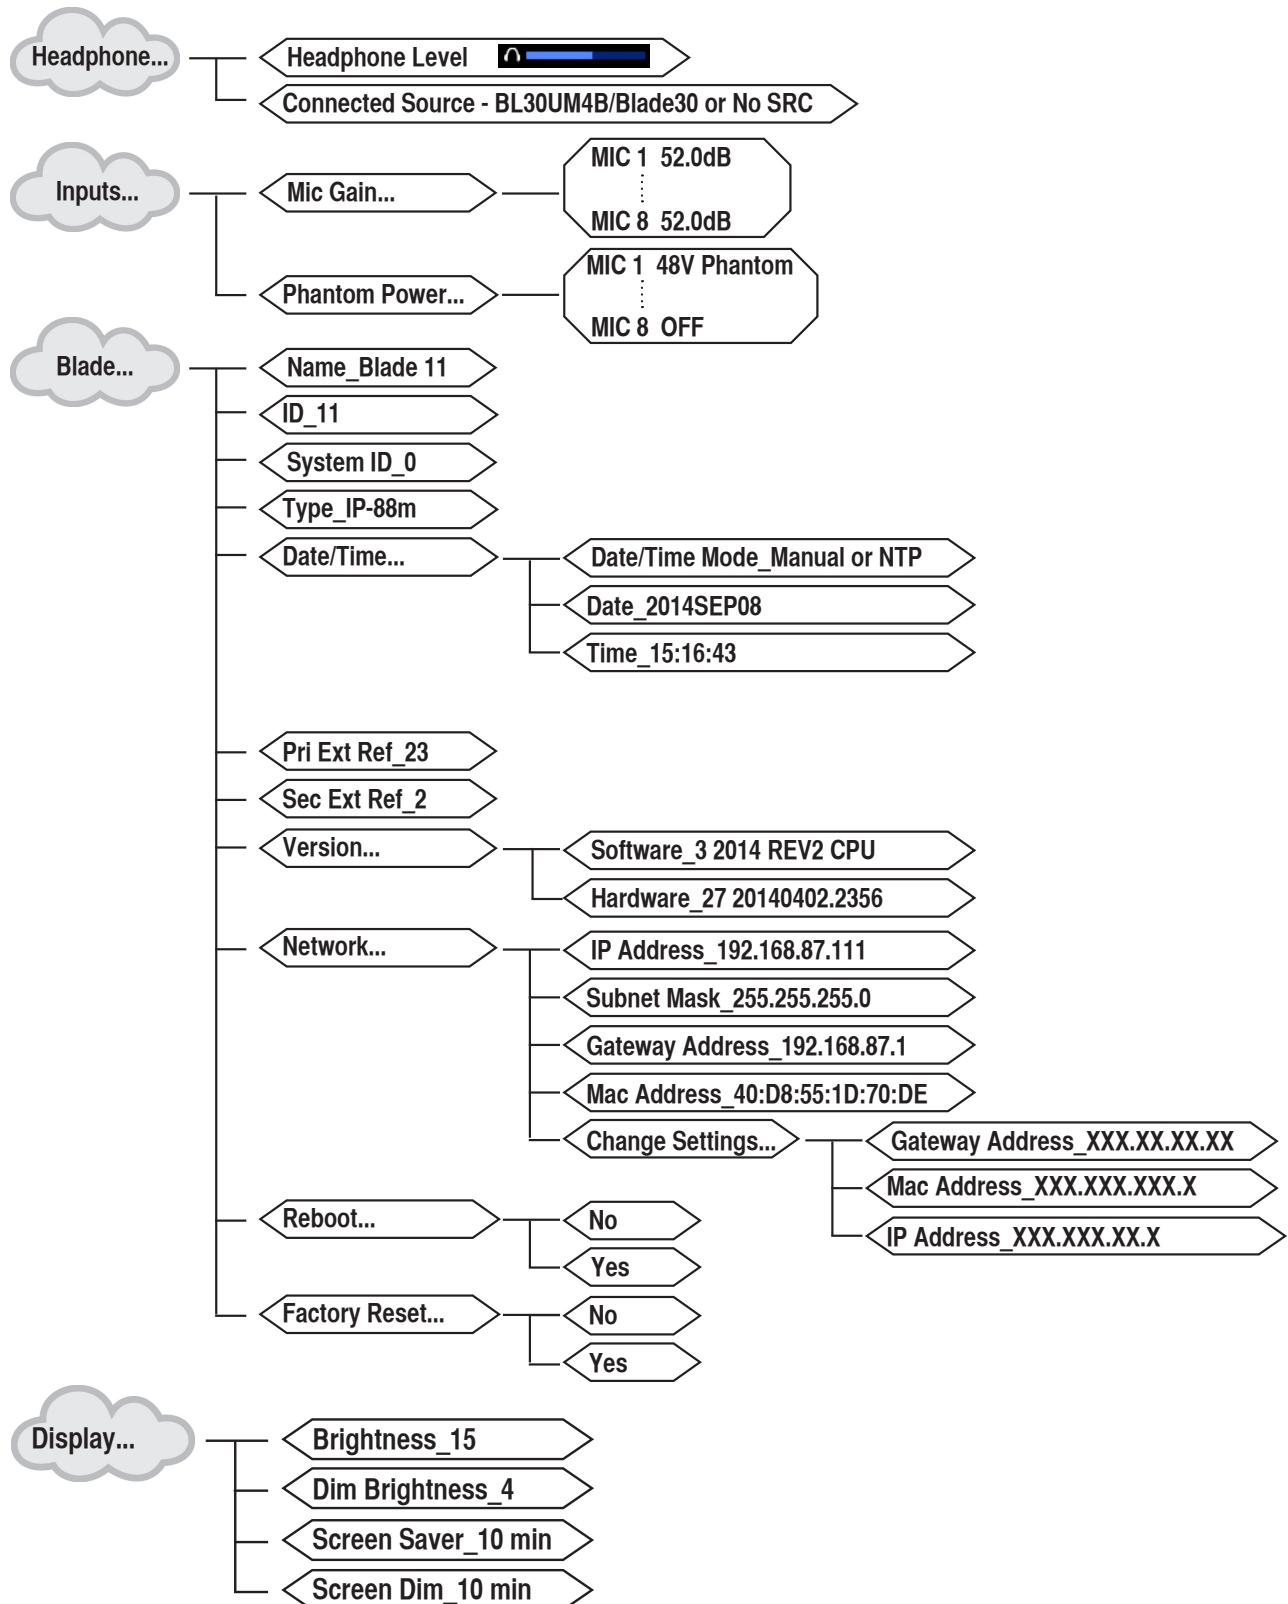 Headphone...
Headphone Level
Connected Source - BL30UM4B/Blade30 or No SRC
Inputs...
Mic Gain...
MIC 1 52.0dB
MIC 8 52.0dB
Phantom Power...
MIC 1 48V Phantom
MIC 8 OFF
Blade...
Name_Blade 11
ID_11
System ID_0
Type_IP-88m
Date/Time...
Date/Time Mode_Manual or NTP
Date_2014SEP08
Time_15:16:43
Pri Ext Ref_23
Sec Ext Ref_2
Version...
Software_3 2014 REV2 CPU
Hardware_27 20140402.2356
Network...
IP Address_192.168.87.111
Subnet Mask_255.255.255.0
Gateway Address_192.168.87.1
Mac Address_40:D8:55:1D:70:DE
Change Settings...
Gateway Address_XXX.XX.XX.XX
Mac Address_XXX.XXX.XXX.X
IP Address_XXX.XXX.XX.X
Reboot...
No
Yes
Factory Reset...
No
Yes
Display...
Brightness_15
Dim Brightness_4
Screen Saver_10 min
Screen Dim_10 min